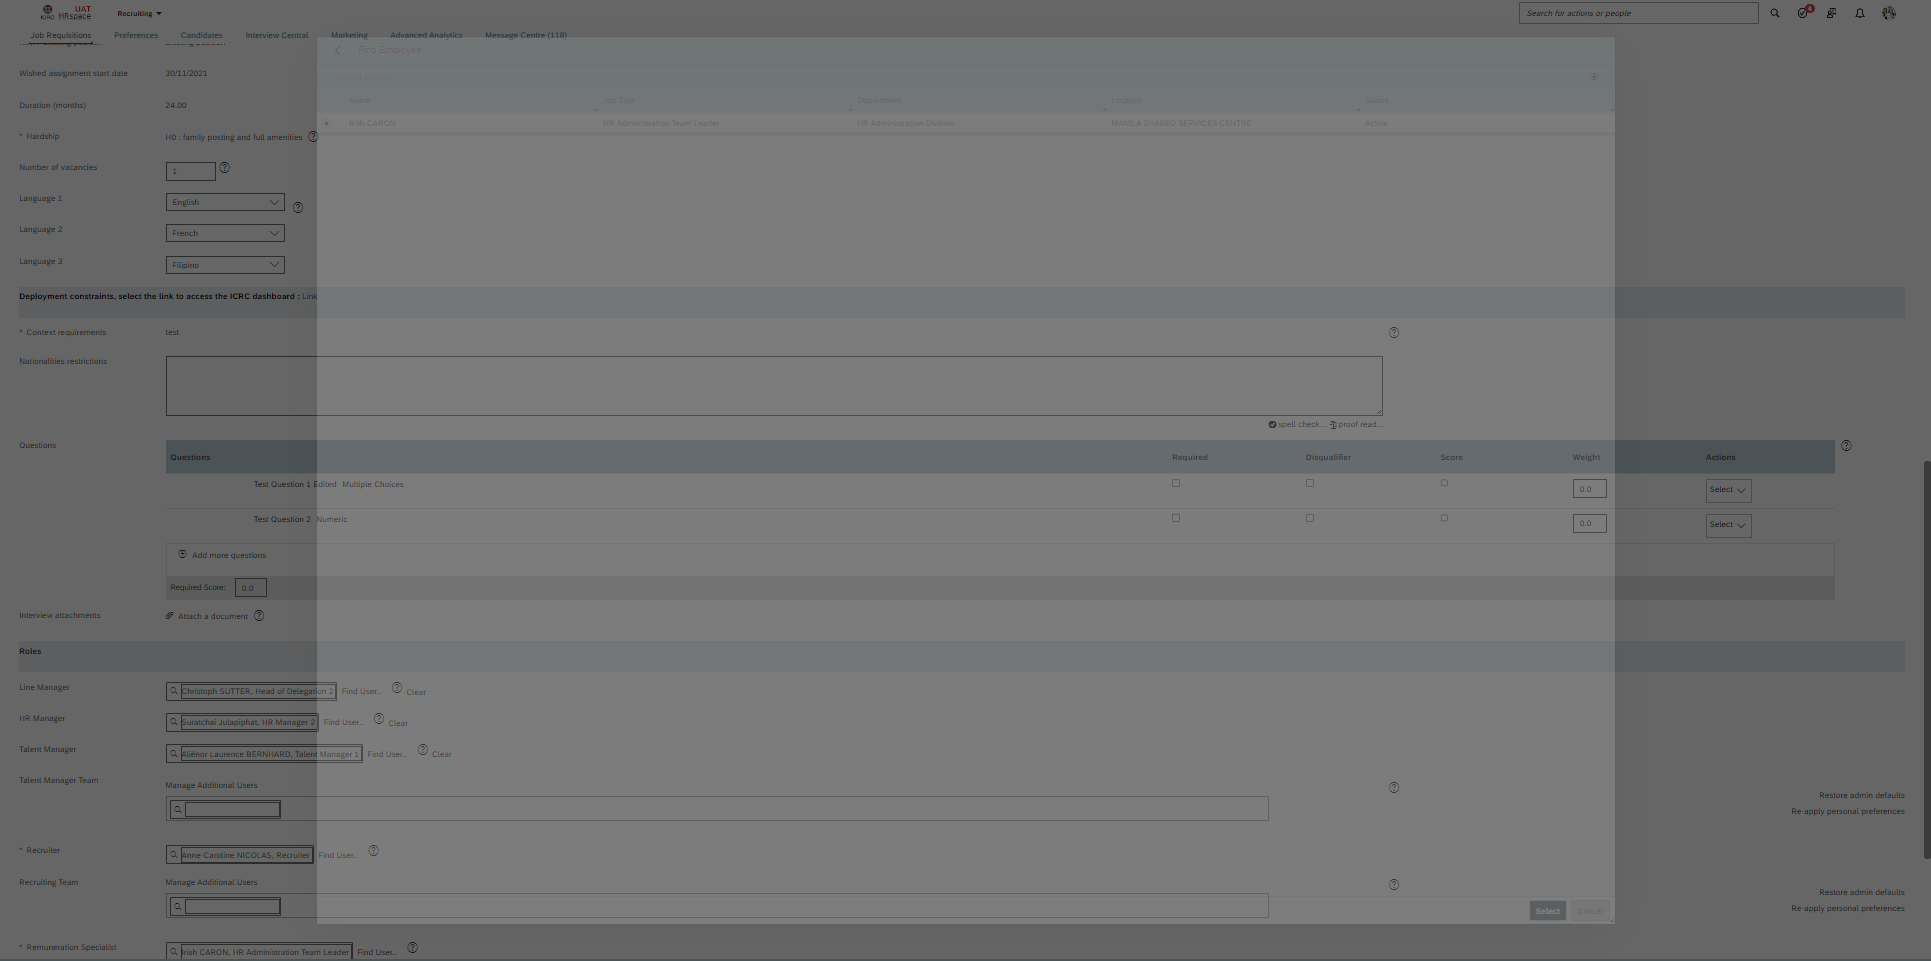 UAT
ICRC HRspace
Recruiting
Search for actions or people
4
Job Requisitions Preferences Candidates Interview Central Marketing Advanced Analytics Message Centre (118)
Find Employee
Wished assignment start date 30/11/2021
Search Results
Name Job Title Department Location Status
Duration (months) 24.00
Irish CARON HR Administration Team Leader HR Administration Division MANILA SHARED SERVICES CENTRE Active
* Hardship H0 : family posting and full amenities
Number of vacancies 1
Language 1 English
Language 2 French
Language 3 Filipino
Deployment constraints, select the link to access the ICRC dashboard : Link
* Context requirements test
Nationalities restrictions
spell check... proof read...
Questions
Questions Required Disqualifier Score Weight Actions
Test Question 1 Edited Multiple Choices 0.0 Select
Test Question 2 Numeric 0.0 Select
Add more questions
Required Score: 0.0
Interview attachments Attach a document
Roles
Line Manager Christoph SUTTER, Head of Delegation 2 Find User.. Clear
HR Manager Suratchai Julapiphat, HR Manager 2 Find User.. Clear
Talent Manager Aliénor Laurence BERNHARD, Talent Manager 1 Find User.. Clear
Talent Manager Team Manage Additional Users
Restore admin defaults
Re-apply personal preferences
* Recruiter Anne-Caroline NICOLAS, Recruiter Find User..
Recruiting Team Manage Additional Users
Restore admin defaults
Re-apply personal preferences
Select Cancel
* Remuneration Specialist Irish CARON, HR Administration Team Leader Find User..